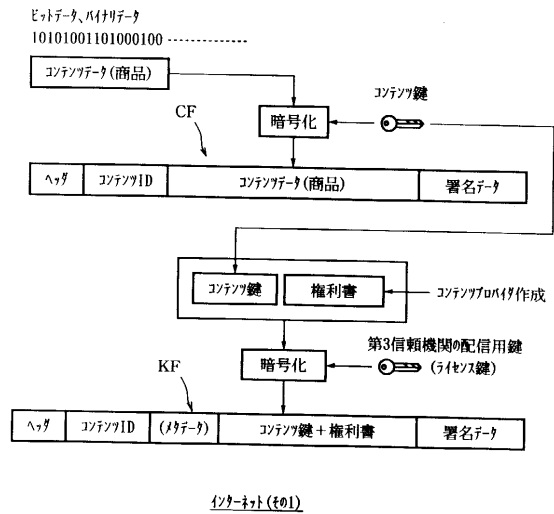 ビットデータ、バイナリデータ
10101001101000100 --------------
コンテンツデータ(商品)
コンテンツ鍵
暗号化
CF
ヘッダ コンテンツID コンテンツデータ(商品) 署名データ
コンテンツ鍵 権利書 コンテンツプロバイダ作成
第3信頼機関の配信用鍵
暗号化 (ライセンス鍵)
KF
ヘッダ コンテンツID (メタデータ) コンテンツ鍵+権利書 署名データ
インターネット(その1)